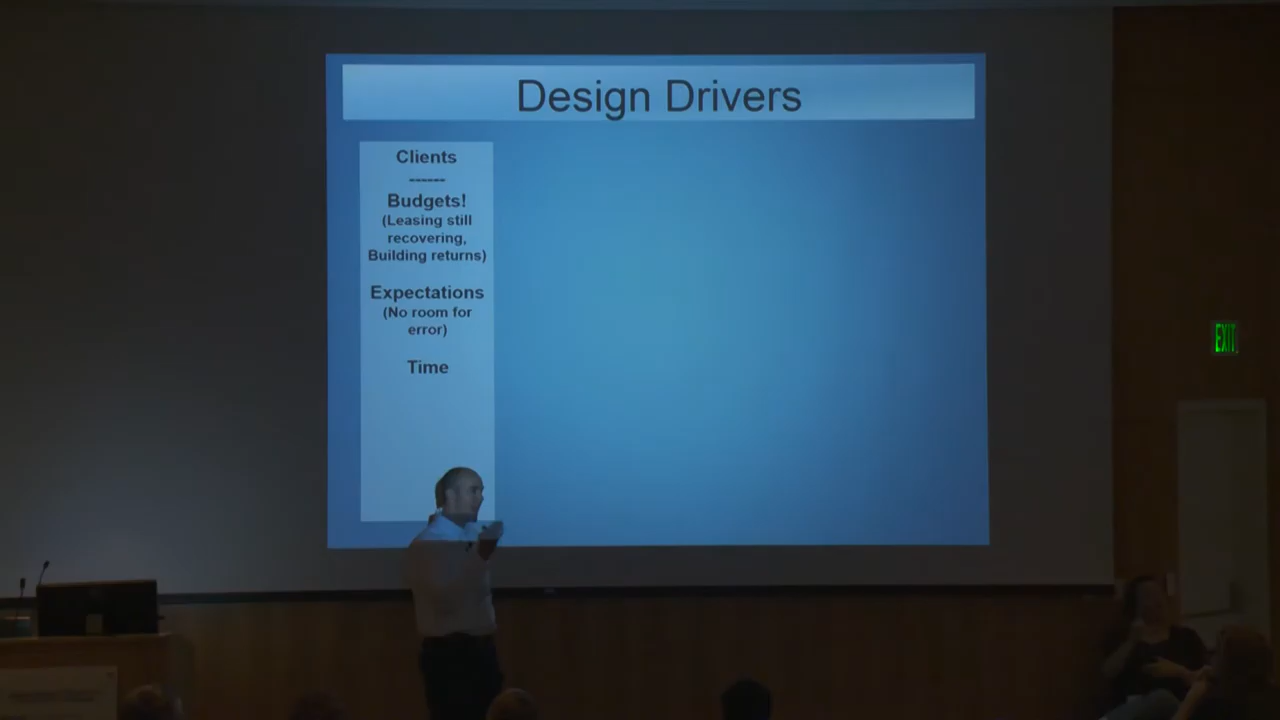 Design Drivers
Clients
------
Budgets!
(Leasing still
recovering,
Building returns)
Expectations
(No room for
error)
Time
EXIT